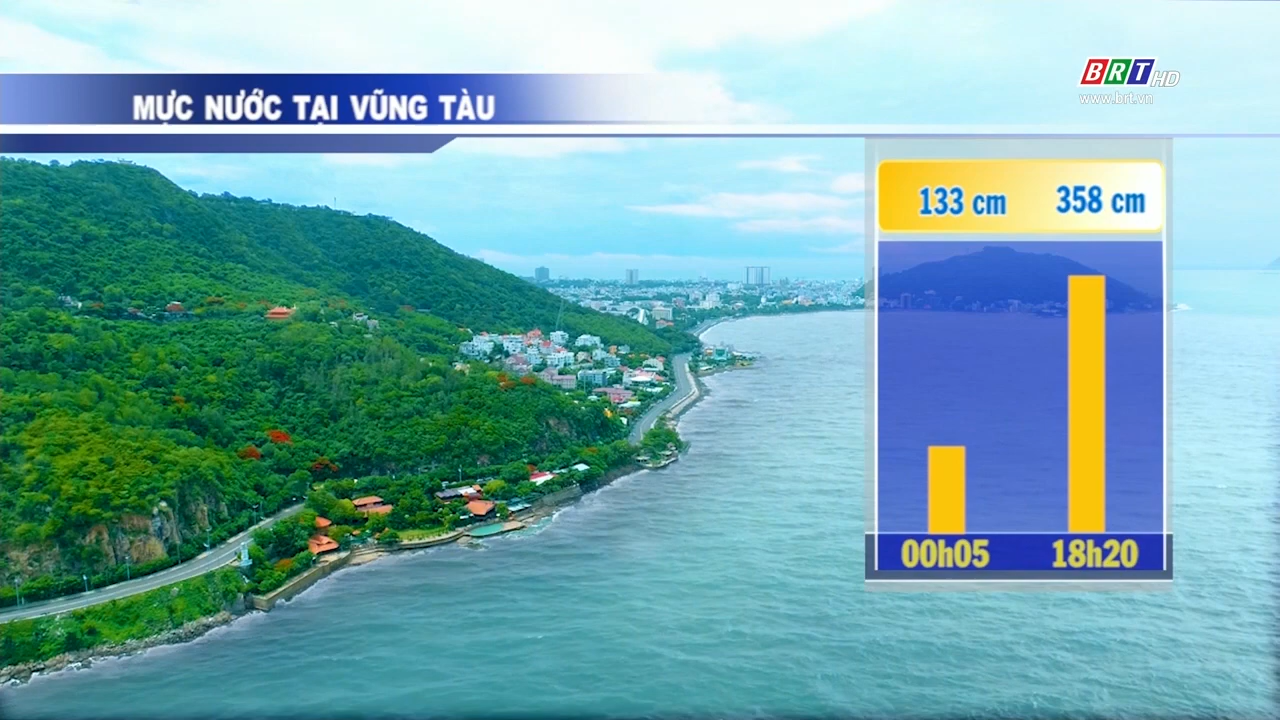 BRT HD
www.brt.vn
MỰC NƯỚC TẠI VŨNG TÀU
133 cm 358 cm
00h05 18h20